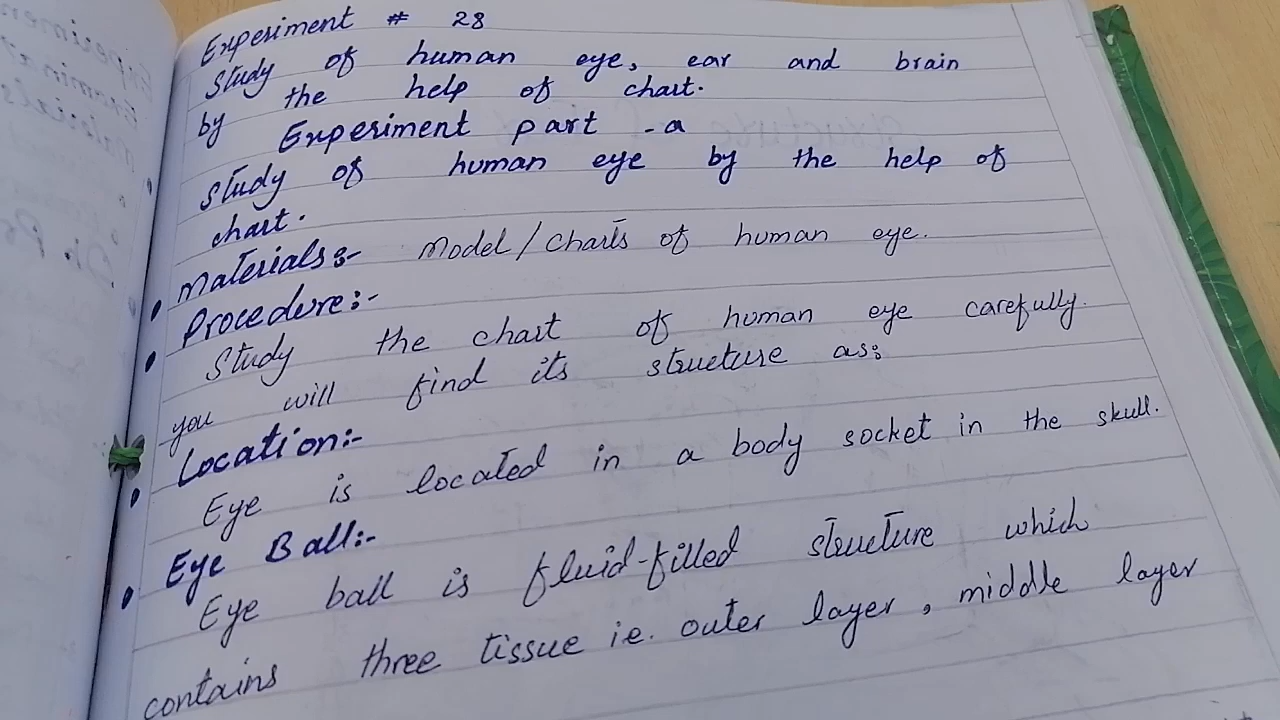 Experiment # 28
Study of human eye, ear and brain
by the help of chart.
Experiment part - a
Study of human eye by the help of
chart.
• Materials:- Model/Charts of human eye.
• Procedure:-
Study the chart of human eye carefully.
you will find its structure as:
• Location:-
Eye is located in a body socket in the skull.
• Eye Ball:-
Eye ball is fluid-filled structure which
contains three tissue ie. outer layer, middle layer